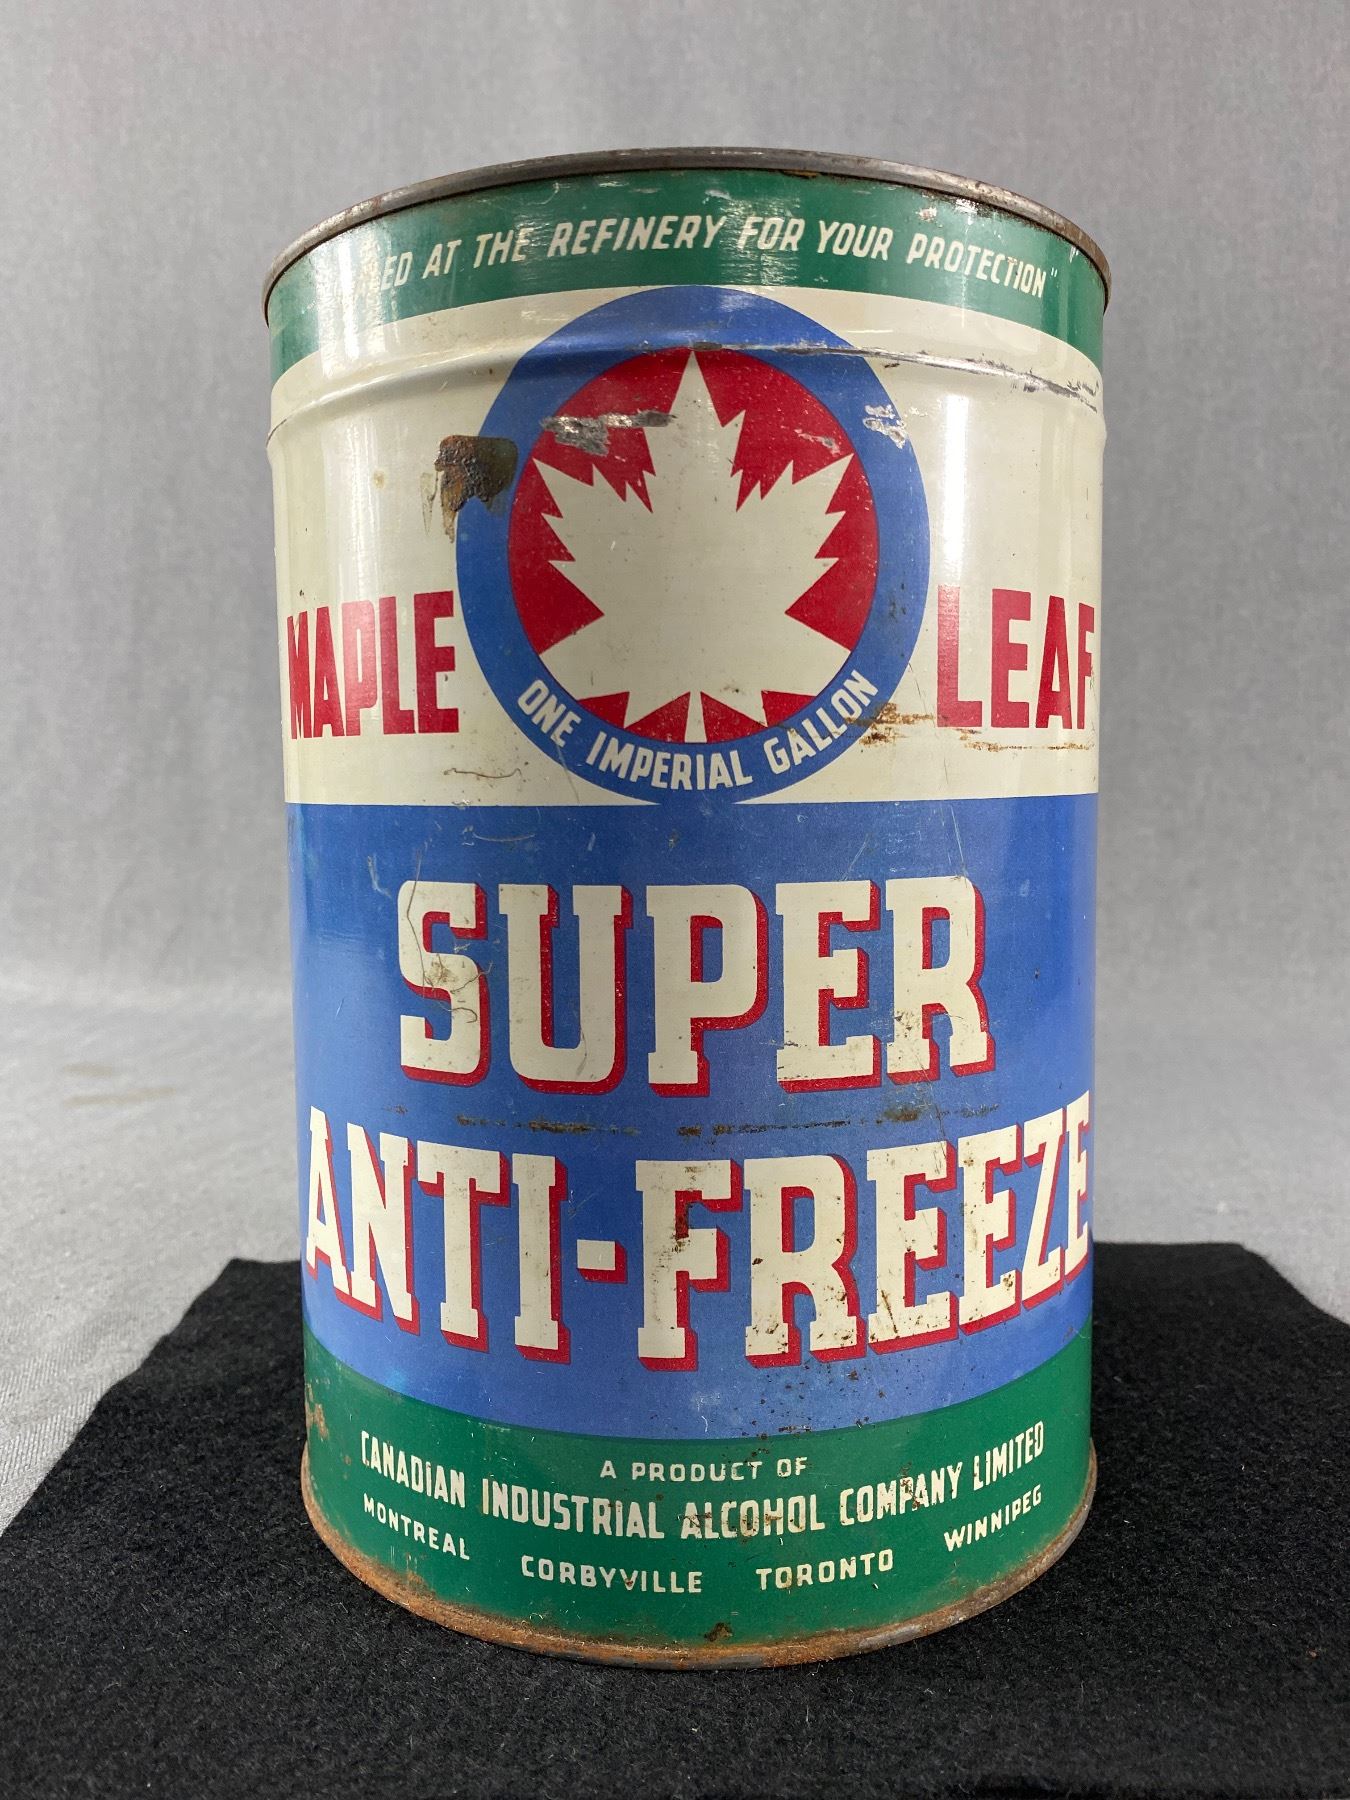 AT THE REFINERY FOR YOUR PROTECTION"
MAPLE LEAF
ONE IMPERIAL GALLON
SUPER
ANTI-FREEZE
A PRODUCT OF
CANADIAN INDUSTRIAL ALCOHOL COMPANY LIMITED
MONTREAL CORBYVILLE TORONTO WINNIPEG